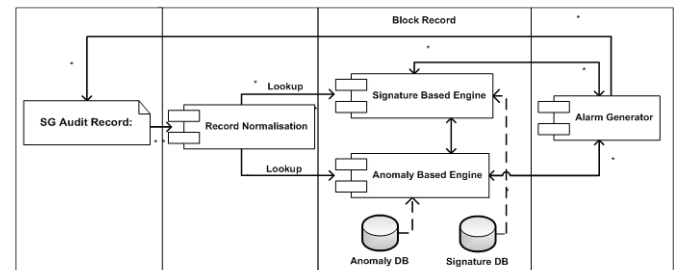 Block Record
Lookup
Signature Based Engine
SG Audit Record:
Record Normalisation
Alarm Generator
Lookup
Anomaly Based Engine
Anomaly DB
Signature DB